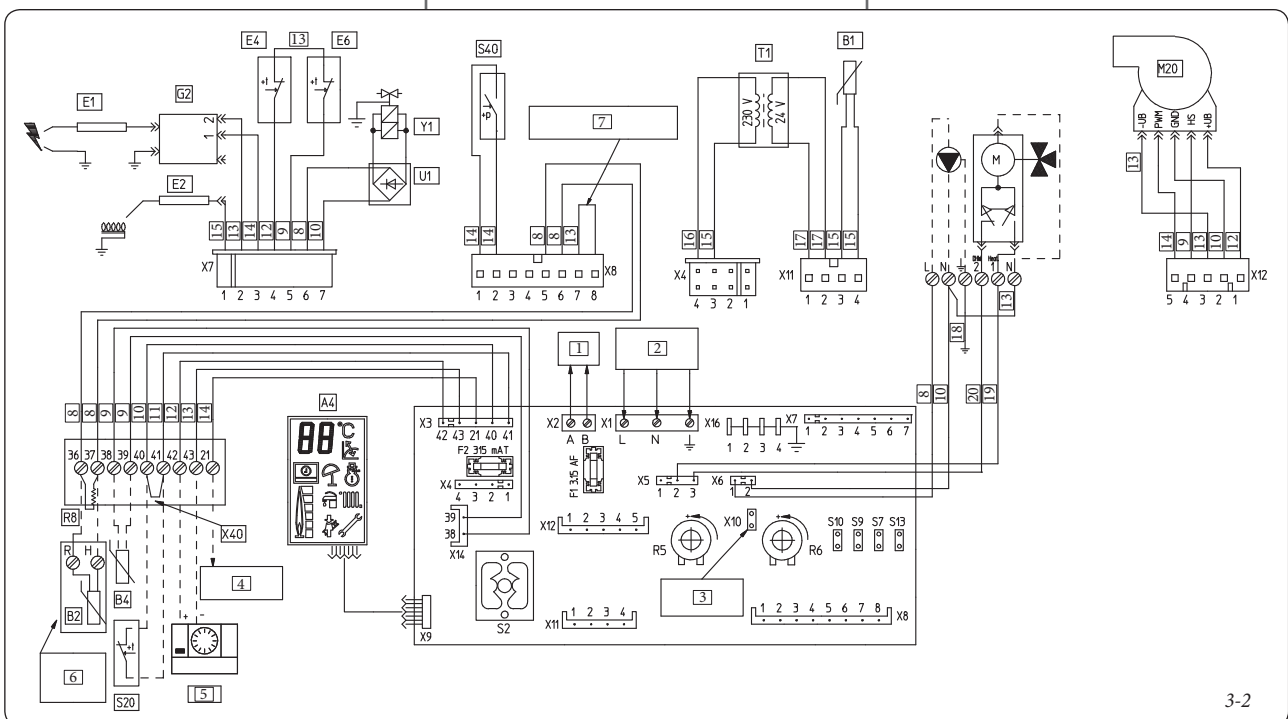 E4 13 E6 S40 T1 B1 M20
E1 G2 +t +t Y1 U1 +p 7 230 V 24 V M
2 1
-UB PWM GND HS +UB
13
E2
15 13 14 12 9 8 10
X7
1 2 3 4 5 6 7
14 14 8 8 13
X8
1 2 3 4 5 6 7 8
16 15
X4
4 3 2 1
17 17 15 15
X11
1 2 3 4
L N 2 1 N
13
18
14 9 13 10 12
X12
5 4 3 2 1
8 10 20 19
8 8 9 9 10 11 12 13 14
36 37 38 39 40 41 42 43 21
R8
X40
R H
B2
B4
4
6
S20
+t
+ -
5
A4
88°C
1 2
X3
42 43 21 40 41
F2 315 mAT
X4
4 3 2 1
39
38
X14
S2
X9
X2 A B
F1 3.15 AF
X1 L N
X16
1 2 3 4
X7
1 2 3 4 5 6 7
X5
1 2 3
X6
1 2
X12
1 2 3 4 5
R5 + X10 + R6
S10 S9 S7 S13
3
X11
1 2 3 4
1 2 3 4 5 6 7 8
X8
3-2